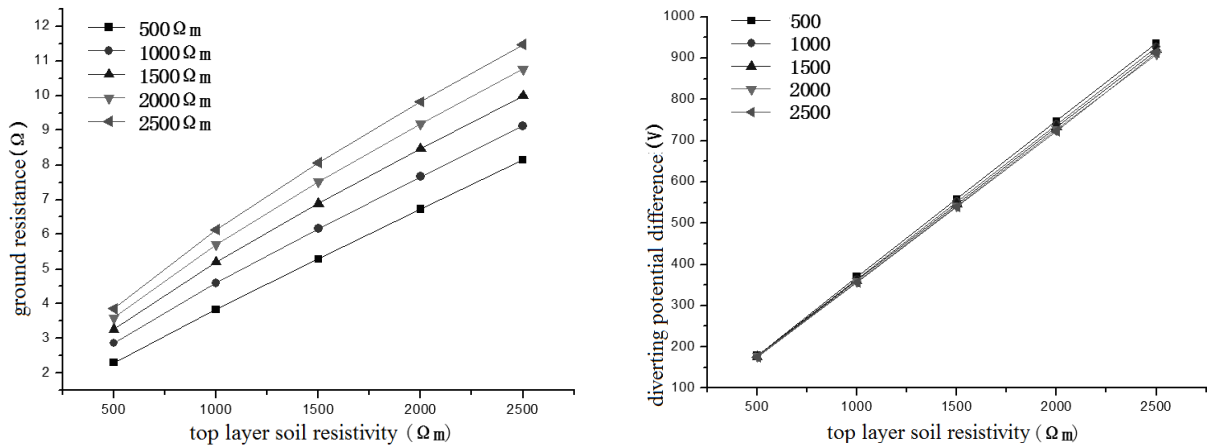 12
11
10
9
8
7
6
5
4
3
2
ground resistance(Ω)
500Ωm
1000Ωm
1500Ωm
2000Ωm
2500Ωm
500 1000 1500 2000 2500
top layer soil resistivity (Ωm)
1000
900
800
700
600
500
400
300
200
100
diverting potential difference(V)
500
1000
1500
2000
2500
500 1000 1500 2000 2500
top layer soil resistivity (Ωm)